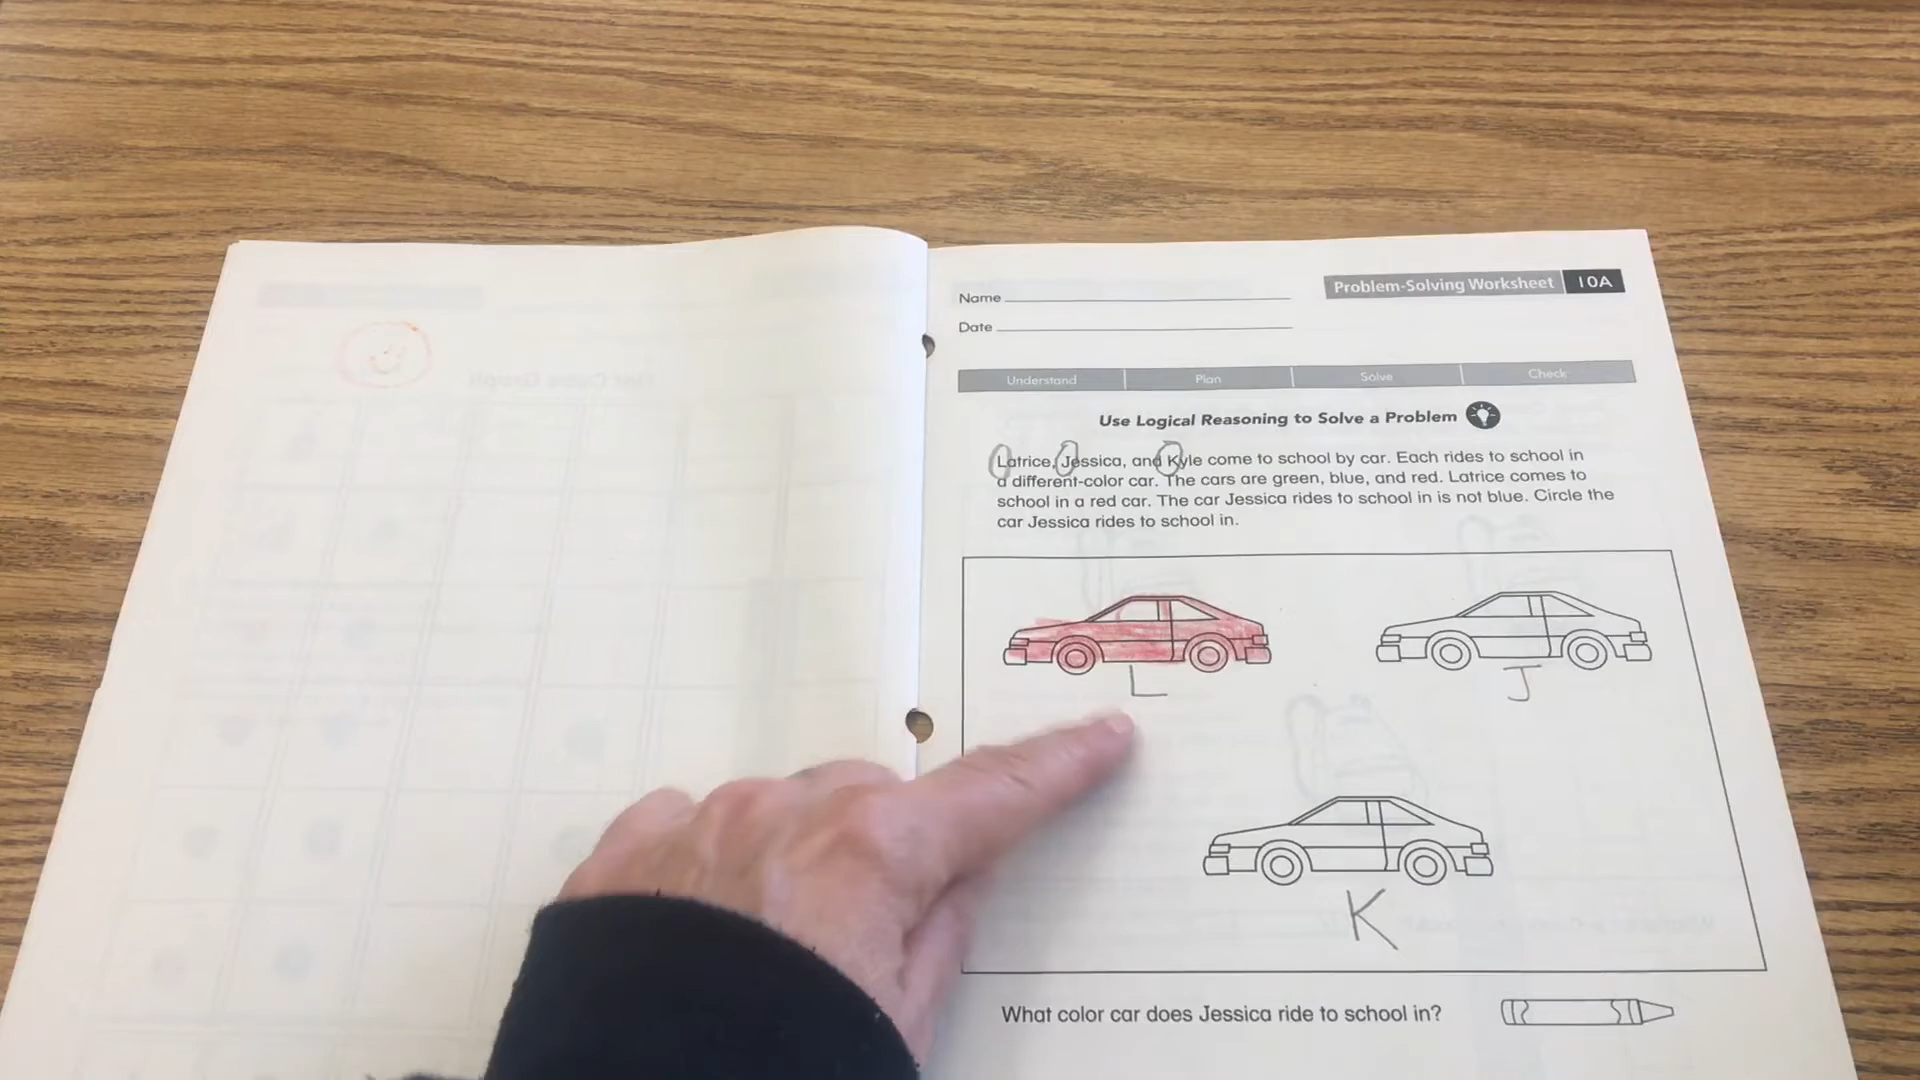 Name
Problem-Solving Worksheet 10A
Date
Understand Plan Solve Check
Use Logical Reasoning to Solve a Problem
Latrice, Jessica, and Kyle come to school by car. Each rides to school in
a different-color car. The cars are green, blue, and red. Latrice comes to
school in a red car. The car Jessica rides to school in is not blue. Circle the
car Jessica rides to school in.
L
J
K
What color car does Jessica ride to school in?